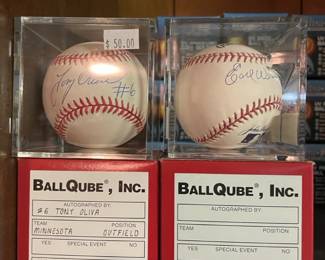 $50.00
Tony Oliva
#6
Earl
BALLQUBE®, INC.
AUTOGRAPHED BY:
#6 TONY OLIVA
TEAM POSITION
MINNESOTA OUTFIELD
YES SPECIAL EVENT NO
BALLQUBE®, INC.
AUTOGRAPHED BY:
TEAM POSITION
YES SPECIAL EVENT NO